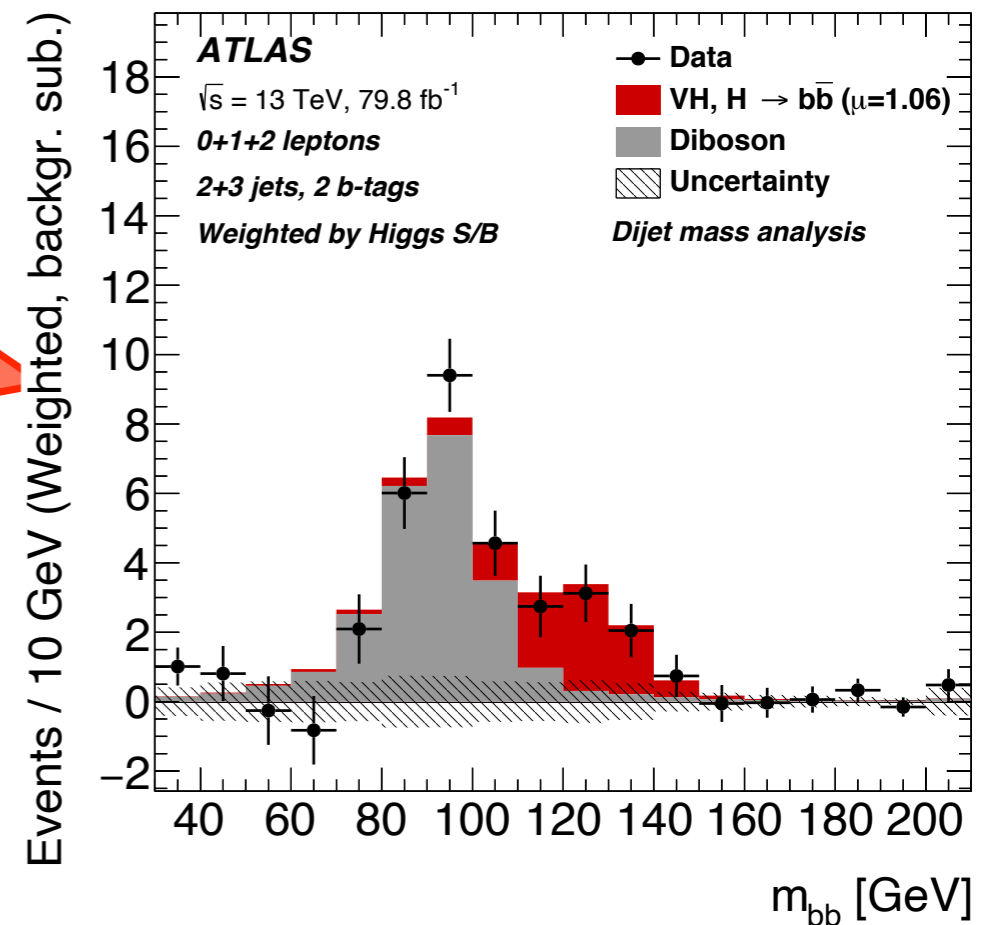 Events / 10 GeV (Weighted, backgr. sub.)
ATLAS
√s = 13 TeV, 79.8 fb⁻¹
0+1+2 leptons
2+3 jets, 2 b-tags
Weighted by Higgs S/B
Data
VH, H → bb̅ (μ=1.06)
Diboson
Uncertainty
Dijet mass analysis
18
16
14
12
10
8
6
4
2
0
−2
40 60 80 100 120 140 160 180 200
m_bb [GeV]